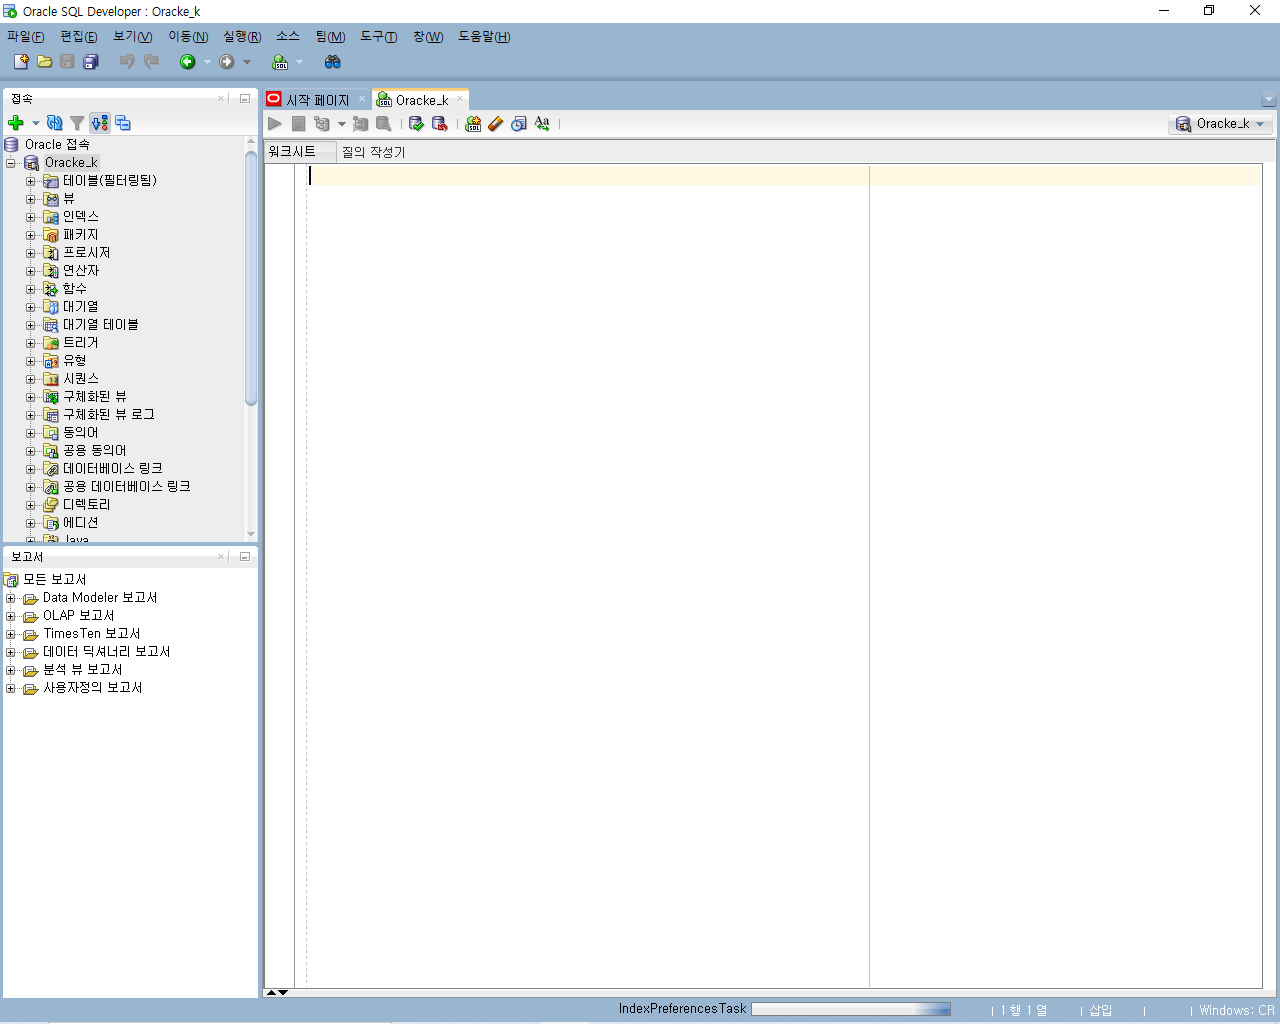 Oracle SQL Developer : Oracke_k
파일(F) 편집(E) 보기(V) 이동(N) 실행(R) 소스 팀(M) 도구(T) 창(W) 도움말(H)
접속
Oracle 접속
Oracke_k
테이블(필터링됨)
뷰
인덱스
패키지
프로시저
연산자
함수
대기열
대기열 테이블
트리거
유형
시퀀스
구체화된 뷰
구체화된 뷰 로그
동의어
공용 동의어
데이터베이스 링크
공용 데이터베이스 링크
디렉토리
에디션
Java
보고서
모든 보고서
Data Modeler 보고서
OLAP 보고서
TimesTen 보고서
데이터 딕셔너리 보고서
분석 뷰 보고서
사용자정의 보고서
시작 페이지 Oracke_k
Oracke_k
워크시트 질의 작성기
IndexPreferencesTask
1 행 1 열
삽입
Windows: CR